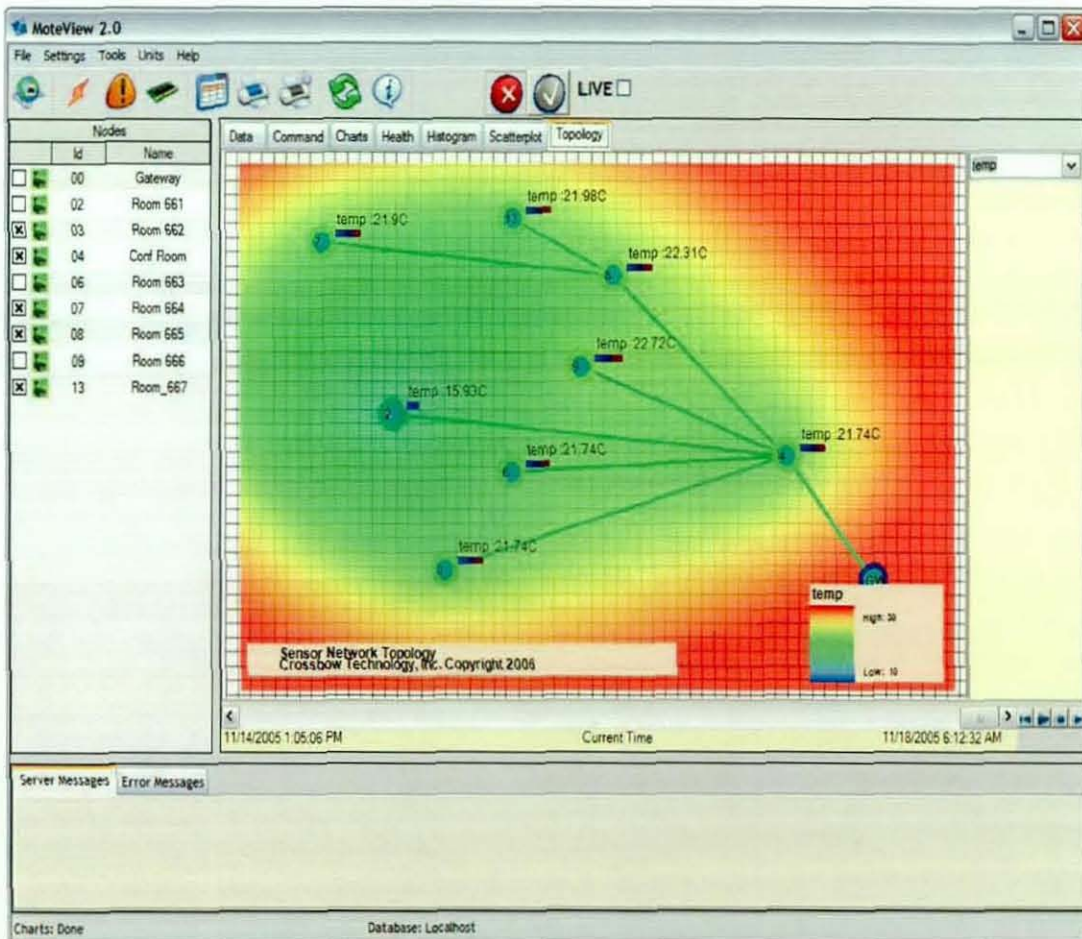 MoteView 2.0
File Settings Tools Units Help
LIVE
Nodes
Id Name
00 Gateway
02 Room 661
03 Room 662
04 Conf Room
06 Room 663
07 Room 664
08 Room 665
09 Room 666
13 Room_667
Data Command Charts Health Histogram Scatterplot Topology
temp
temp :21.98C
temp :21.9C
temp :22.31C
temp :22.72C
temp :15.93C
temp :21.74C
temp :21.74C
temp :21.74C
2
4
GW
temp
High: 38
Low: 10
Sensor Network Topology
Crossbow Technology, Inc. Copyright 2006
11/14/2005 1:05:06 PM Current Time 11/18/2005 6:12:32 AM
Server Messages Error Messages
Charts: Done Database: Localhost